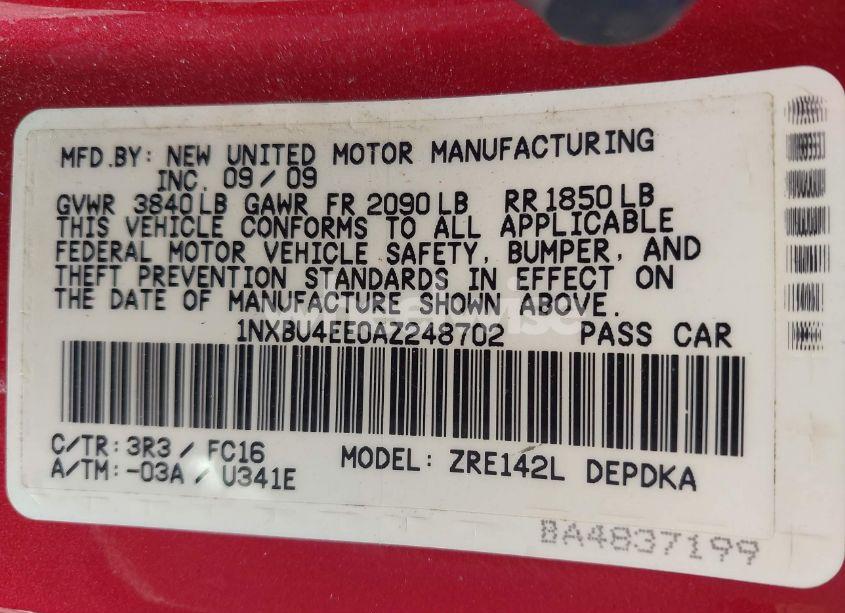 MFD.BY: NEW UNITED MOTOR MANUFACTURING
INC. 09/09
GVWR 3840 LB GAWR FR 2090 LB RR 1850 LB
THIS VEHICLE CONFORMS TO ALL APPLICABLE
FEDERAL MOTOR VEHICLE SAFETY, BUMPER, AND
THEFT PREVENTION STANDARDS IN EFFECT ON
THE DATE OF MANUFACTURE SHOWN ABOVE.
1NXBU4EE0AZ248702 PASS CAR
C/TR: 3R3 / FC16
A/TM: -03A / U341E
MODEL: ZRE142L DEPDKA
BA4837199